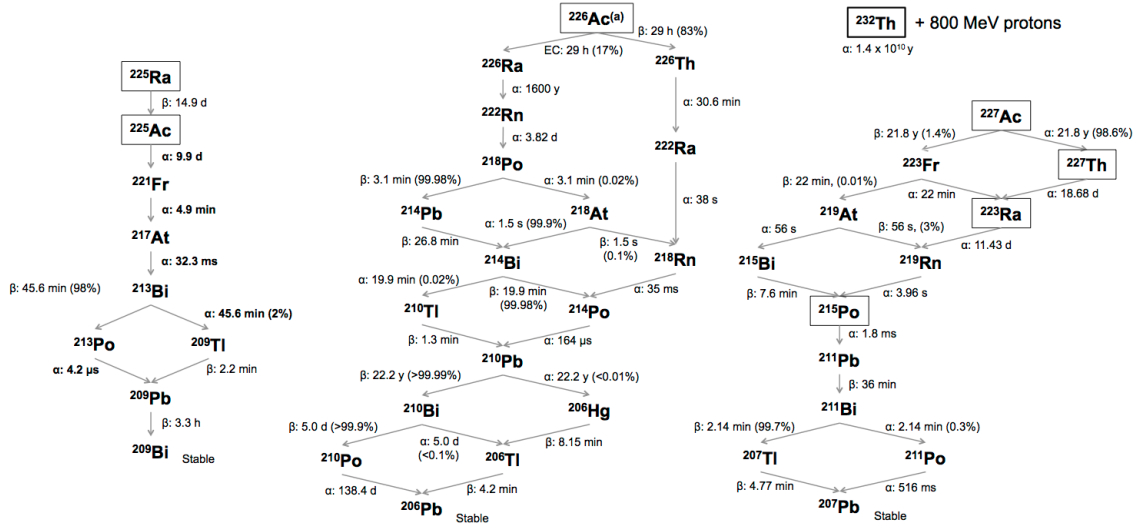 ²²⁶Ac⁽ᵃ⁾
²³²Th + 800 MeV protons
α: 1.4 x 10¹⁰ y
EC: 29 h (17%)
β: 29 h (83%)
²²⁶Ra
²²⁶Th
α: 1600 y
α: 30.6 min
²²²Rn
²²²Ra
α: 3.82 d
α: 38 s
²¹⁸Po
β: 3.1 min (99.98%)
α: 3.1 min (0.02%)
²¹⁴Pb
²¹⁸At
α: 1.5 s (99.9%)
β: 26.8 min
β: 1.5 s
(0.1%)
²¹⁴Bi
²¹⁸Rn
α: 19.9 min (0.02%)
β: 19.9 min
(99.98%)
α: 35 ms
²¹⁰Tl
²¹⁴Po
β: 1.3 min
α: 164 µs
²¹⁰Pb
β: 22.2 y (>99.99%)
α: 22.2 y (<0.01%)
²¹⁰Bi
²⁰⁶Hg
β: 5.0 d (>99.9%)
α: 5.0 d
(<0.1%)
β: 8.15 min
²¹⁰Po
²⁰⁶Tl
α: 138.4 d
β: 4.2 min
²⁰⁶Pb
Stable
²²⁵Ra
β: 14.9 d
²²⁵Ac
α: 9.9 d
²²¹Fr
α: 4.9 min
²¹⁷At
α: 32.3 ms
²¹³Bi
β: 45.6 min (98%)
α: 45.6 min (2%)
²¹³Po
²⁰⁹Tl
α: 4.2 µs
β: 2.2 min
²⁰⁹Pb
β: 3.3 h
²⁰⁹Bi
Stable
²²⁷Ac
β: 21.8 y (1.4%)
α: 21.8 y (98.6%)
²²³Fr
²²⁷Th
β: 22 min, (0.01%)
α: 22 min
α: 18.68 d
²¹⁹At
²²³Ra
α: 56 s
β: 56 s, (3%)
α: 11.43 d
²¹⁵Bi
²¹⁹Rn
β: 7.6 min
α: 3.96 s
²¹⁵Po
α: 1.8 ms
²¹¹Pb
β: 36 min
²¹¹Bi
β: 2.14 min (99.7%)
α: 2.14 min (0.3%)
²⁰⁷Tl
²¹¹Po
β: 4.77 min
α: 516 ms
²⁰⁷Pb
Stable